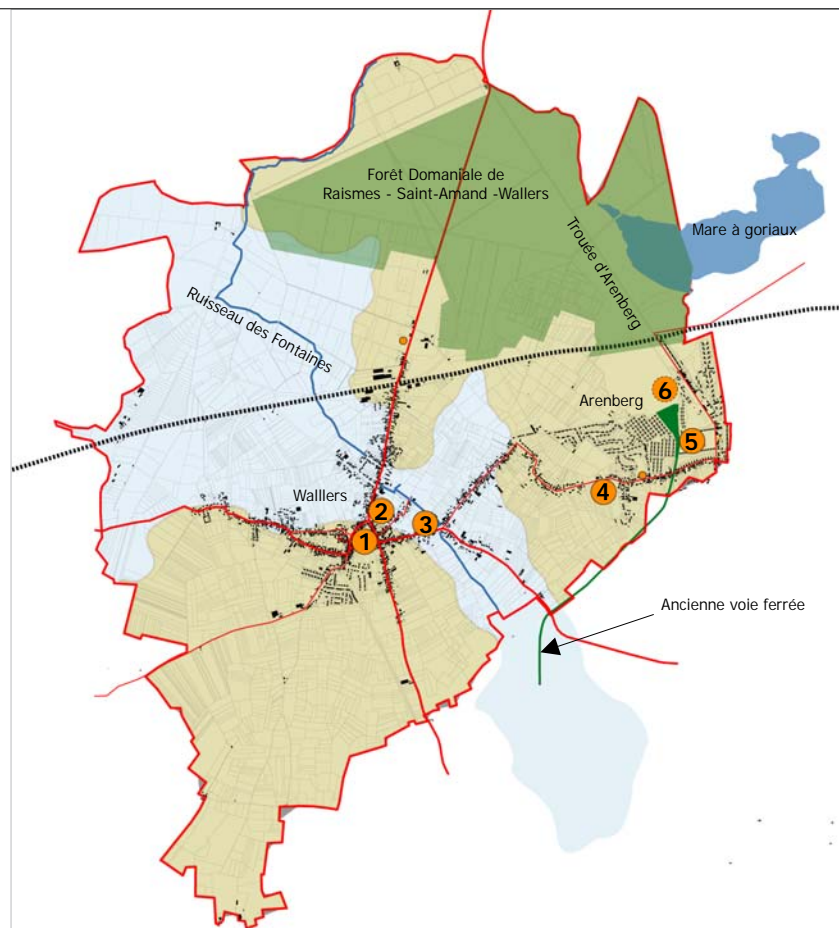 Forêt Domaniale de
Raismes - Saint-Amand -Wallers
Mare à goriaux
Trouée d'Arenberg
Ruisseau des Fontaines
6
Arenberg
5
4
Walllers
2
3
1
Ancienne voie ferrée